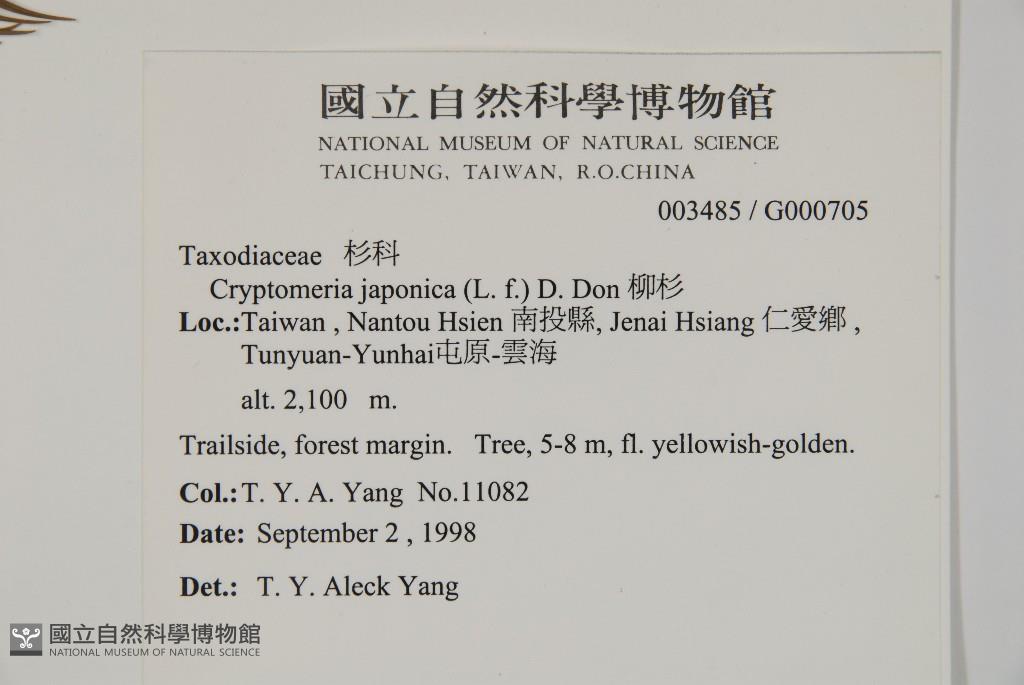 國立自然科學博物館
NATIONAL MUSEUM OF NATURAL SCIENCE
TAICHUNG, TAIWAN, R.O.CHINA
003485 / G000705
Taxodiaceae 杉科
Cryptomeria japonica (L. f.) D. Don 柳杉
Loc.:Taiwan , Nantou Hsien 南投縣, Jenai Hsiang 仁愛鄉 ,
Tunyuan-Yunhai屯原-雲海
alt. 2,100 m.
Trailside, forest margin. Tree, 5-8 m, fl. yellowish-golden.
Col.:T. Y. A. Yang No.11082
Date: September 2 , 1998
Det.: T. Y. Aleck Yang
國立自然科學博物館
NATIONAL MUSEUM OF NATURAL SCIENCE